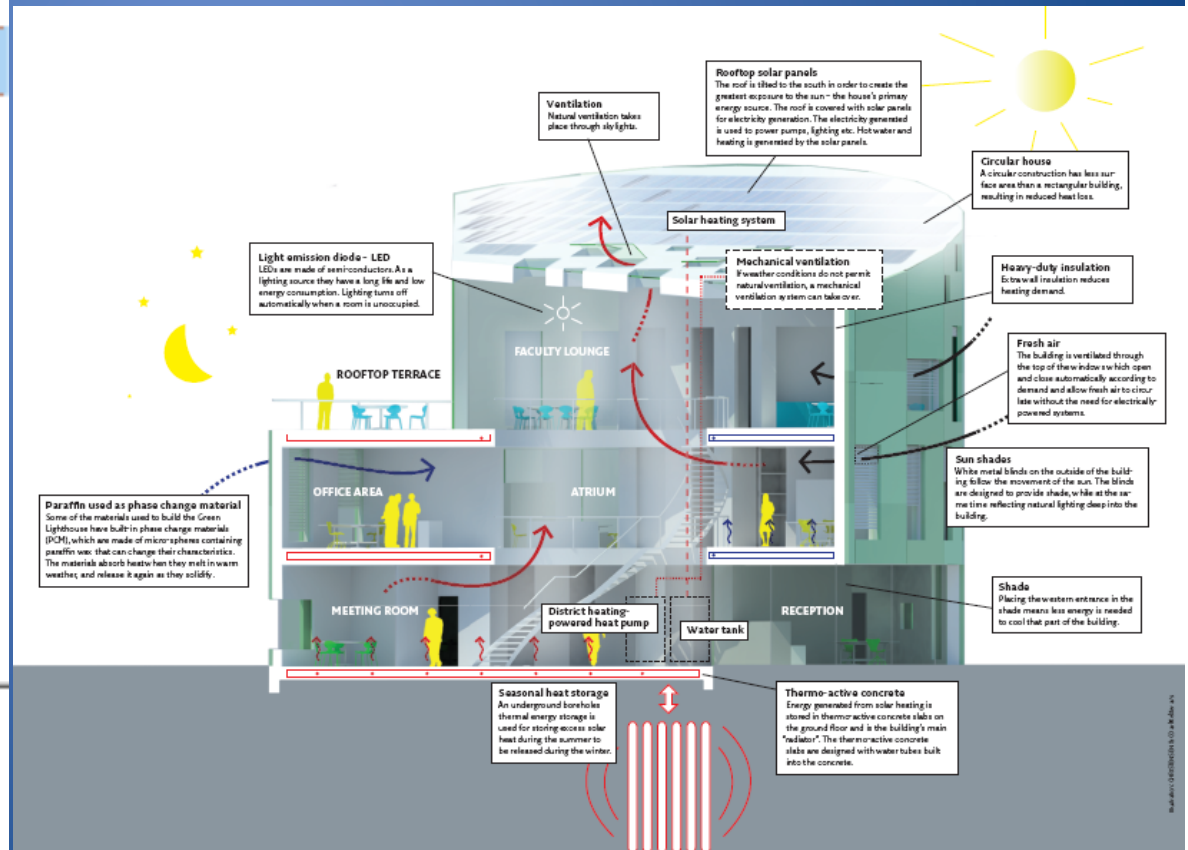 Rooftop solar panels
The roof is tilted to the south in order to create the
greatest exposure to the sun – the house's primary
energy source. The roof is covered with solar panels
for electricity generation. The electricity generated
is used to power pumps, lighting etc. Hot water and
heating is generated by the solar panels.
Ventilation
Natural ventilation takes
place through skylights.
Circular house
A circular construction has less sur-
face area than a rectangular building,
resulting in reduced heat loss.
Solar heating system
Light emission diode – LED
LEDs are made of semi-conductors. As a
lighting source they have a long life and low
energy consumption. Lighting turns off
automatically when a room is unoccupied.
Mechanical ventilation
If weather conditions do not permit
natural ventilation, a mechanical
ventilation system can take over.
Heavy-duty insulation
Extra wall insulation reduces
heating demand.
Fresh air
The building is ventilated through
the top of the windows which open
and close automatically according to
demand and allow fresh air to circu
late without the need for electrically-
powered systems.
FACULTY LOUNGE
ROOFTOP TERRACE
Sun shades
White metal blinds on the outside of the build-
ing follow the movement of the sun. The blinds
are designed to provide shade, while at the sa-
me time reflecting natural lighting deep into the
building.
OFFICE AREA
ATRIUM
Paraffin used as phase change material
Some of the materials used to build the Green
Lighthouse have built-in phase change materials
(PCM), which are made of micro-spheres containing
paraffin wax that can change their characteristics.
The materials absorb heat when they melt in warm
weather, and release it again as they solidify.
Shade
Placing the western entrance in the
shade means less energy is needed
to cool that part of the building.
MEETING ROOM
District heating-
powered heat pump
Water tank
RECEPTION
Seasonal heat storage
An underground boreholes
thermal energy storage is
used for storing excess solar
heat during the summer to
be released during the winter.
Thermo-active concrete
Energy generated from solar heating is
stored in thermo-active concrete slabs on
the ground floor and is the building's main
"radiator". The thermo-active concrete
slabs are designed with water tubes built
into the concrete.